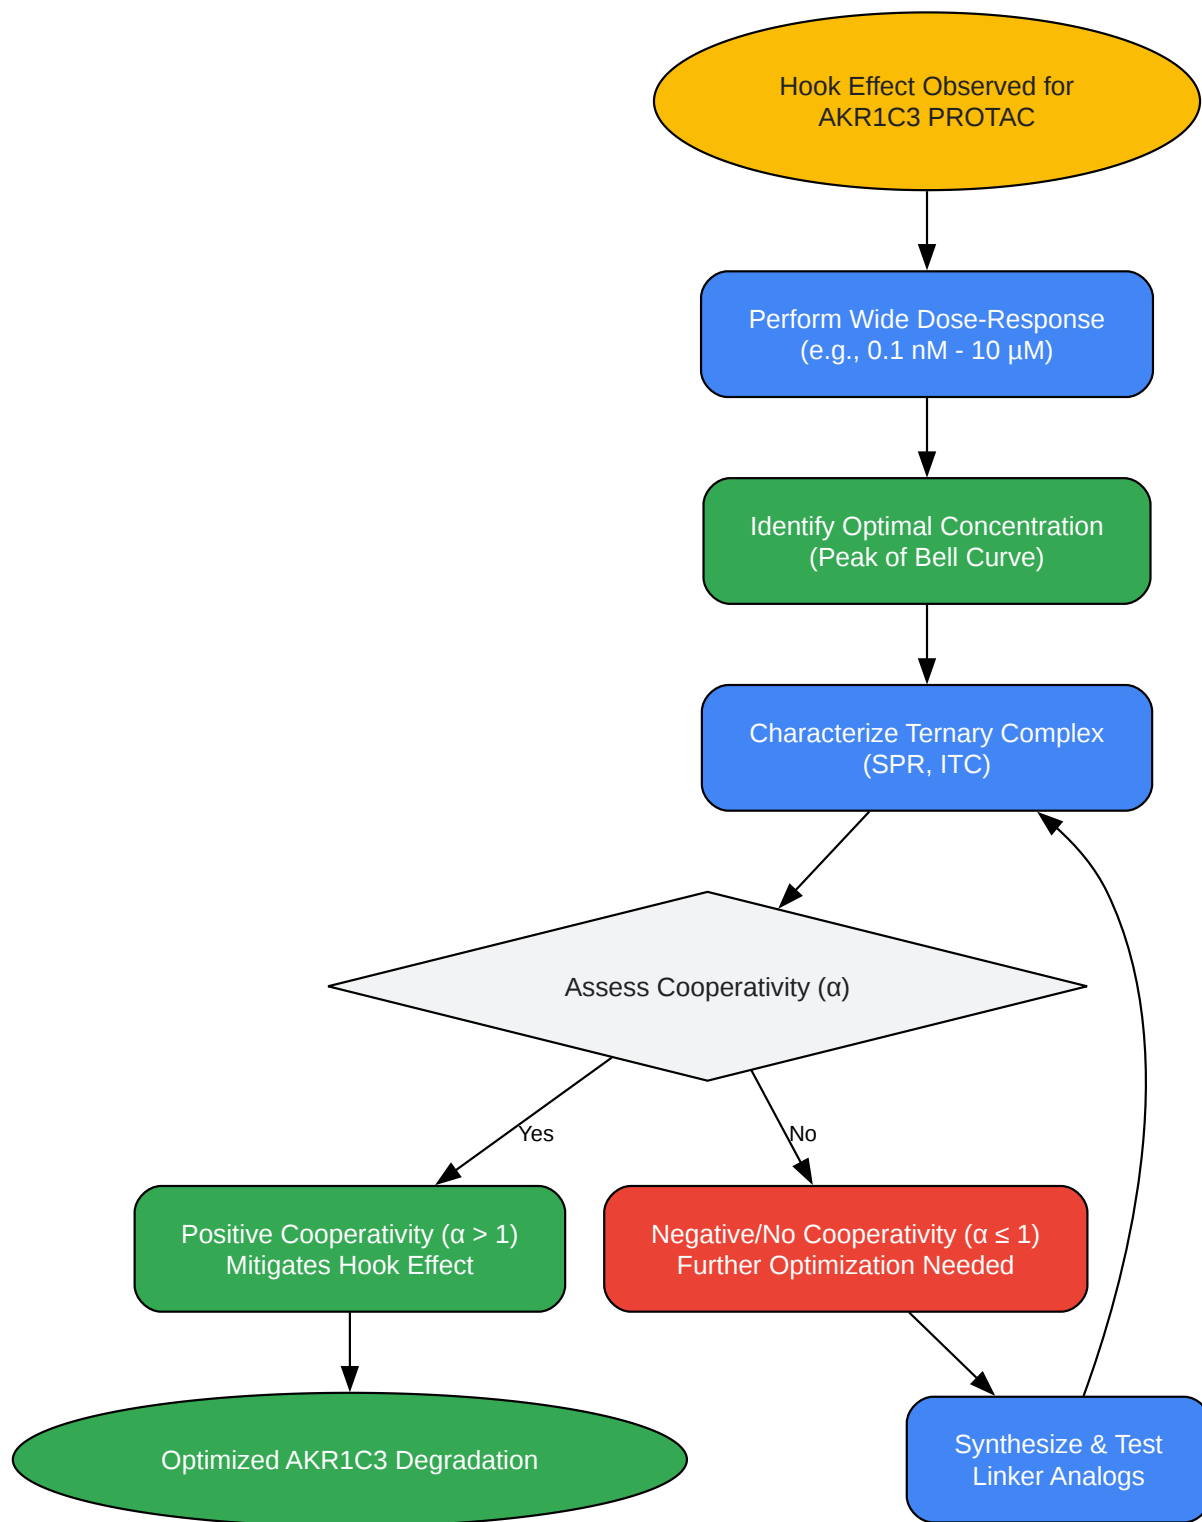 Hook Effect Observed for
AKR1C3 PROTAC
Perform Wide Dose-Response
(e.g., 0.1 nM - 10 µM)
Identify Optimal Concentration
(Peak of Bell Curve)
Characterize Ternary Complex
(SPR, ITC)
Assess Cooperativity (α)
Yes
No
Positive Cooperativity (α > 1)
Mitigates Hook Effect
Negative/No Cooperativity (α ≤ 1)
Further Optimization Needed
Optimized AKR1C3 Degradation
Synthesize & Test
Linker Analogs